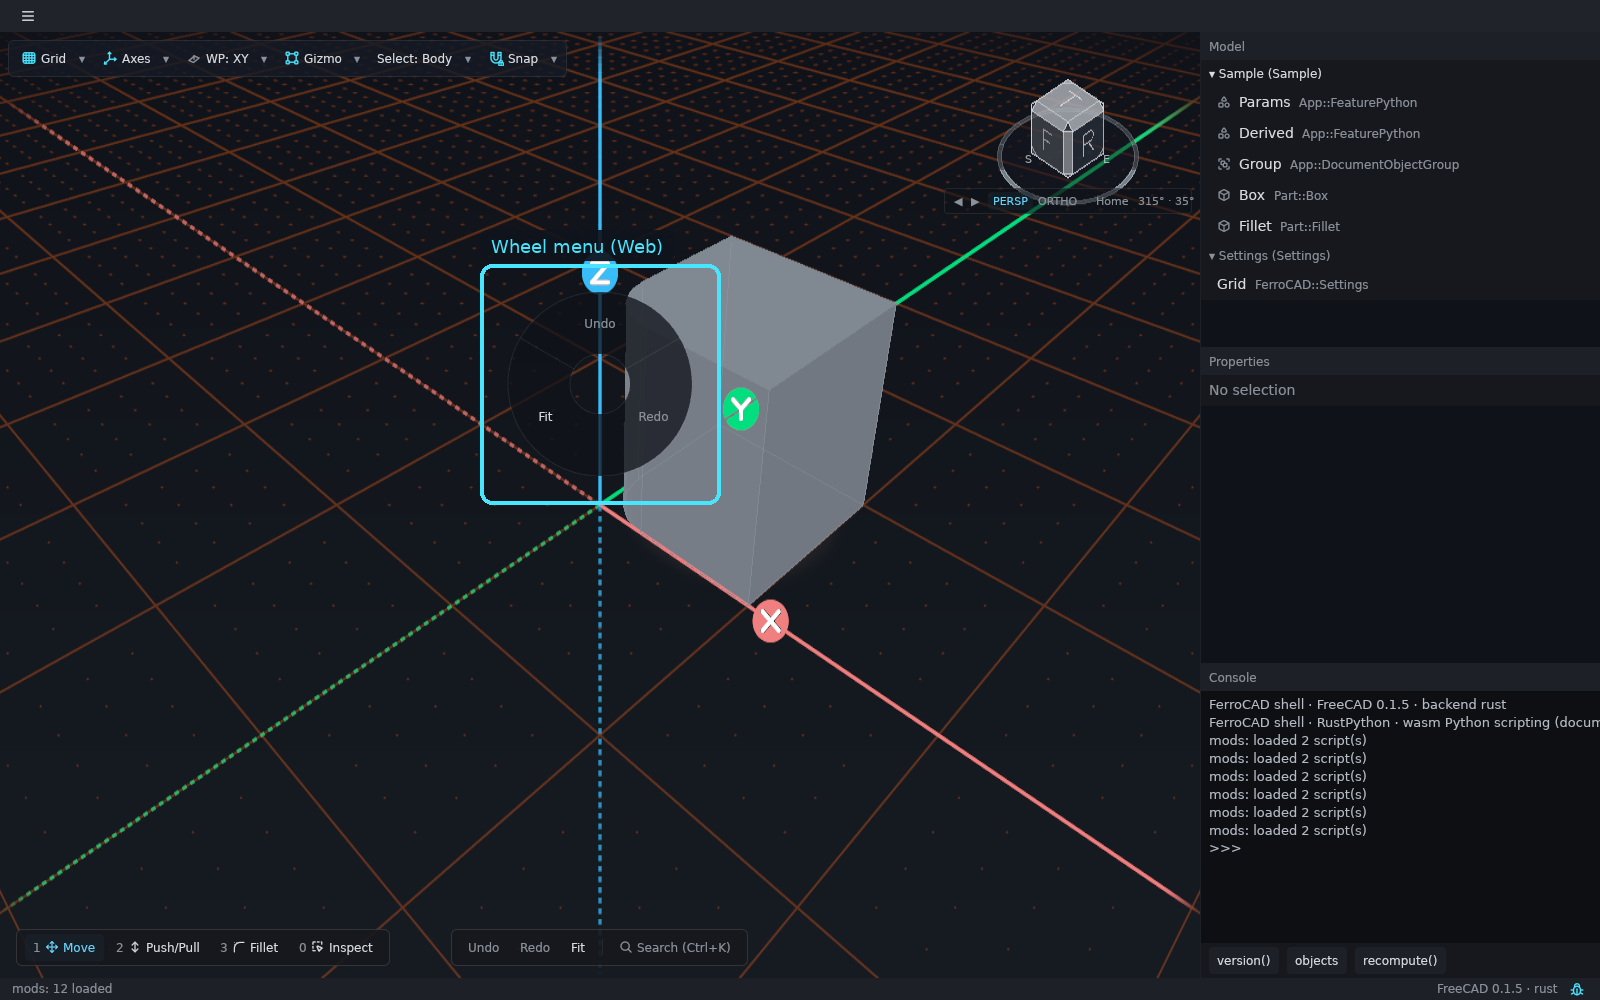 Grid
Axes
WP: XY
Gizmo
Select: Body
Snap
T
F
R
S
E
PERSP
ORTHO
Home
315° · 35°
Wheel menu (Web)
Z
Undo
Fit
Redo
Y
X
1 Move
2 Push/Pull
3 Fillet
0 Inspect
Undo
Redo
Fit
Search (Ctrl+K)
Model
Sample (Sample)
Params App::FeaturePython
Derived App::FeaturePython
Group App::DocumentObjectGroup
Box Part::Box
Fillet Part::Fillet
Settings (Settings)
Grid FerroCAD::Settings
Properties
No selection
Console
FerroCAD shell · FreeCAD 0.1.5 · backend rust
FerroCAD shell · RustPython · wasm Python scripting (docum
mods: loaded 2 script(s)
mods: loaded 2 script(s)
mods: loaded 2 script(s)
mods: loaded 2 script(s)
mods: loaded 2 script(s)
mods: loaded 2 script(s)
>>>
version()
objects
recompute()
mods: 12 loaded
FreeCAD 0.1.5 · rust